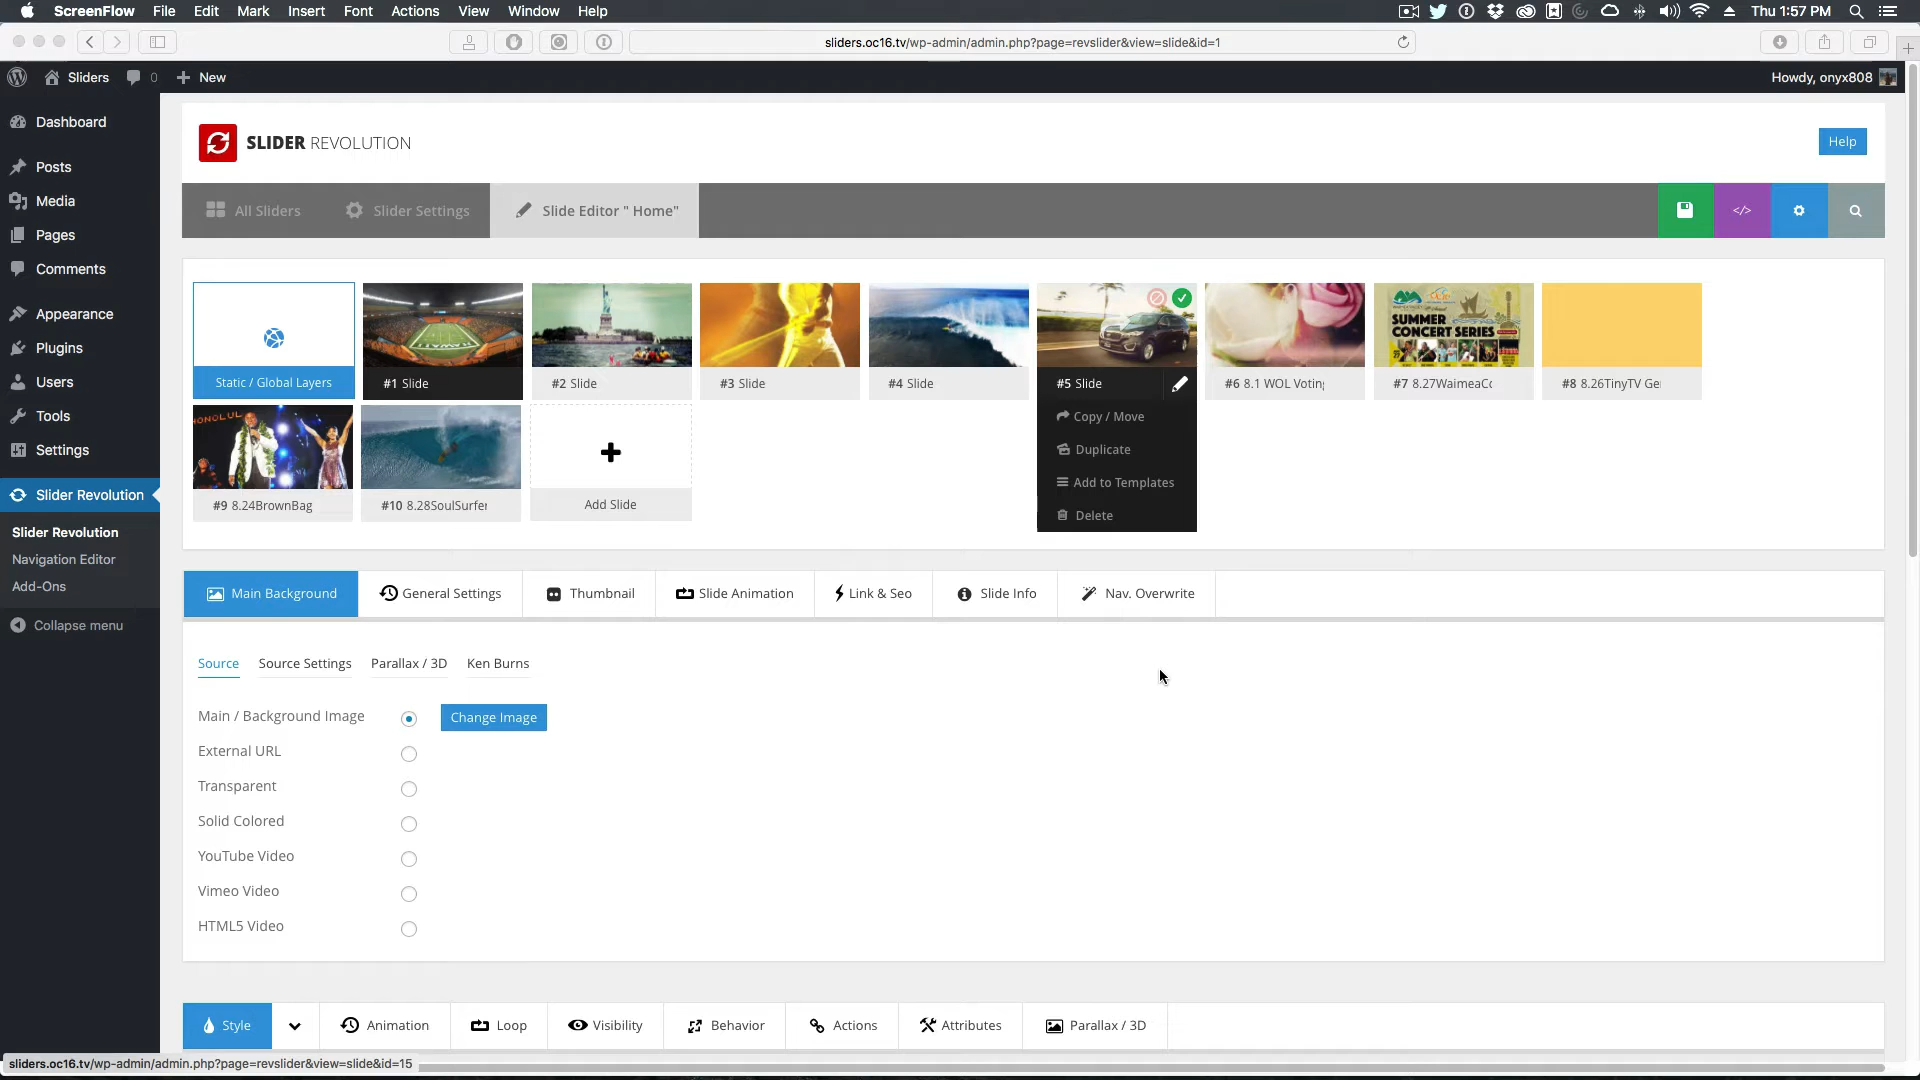 ScreenFlow File Edit Mark Insert Font Actions View Window Help Thu 1:57 PM
sliders.oc16.tv/wp-admin/admin.php?page=revslider&view=slide&id=1
Sliders 0 New Howdy, onyx808
Dashboard
Posts
Media
Pages
Comments
Appearance
Plugins
Users
Tools
Settings
Slider Revolution
Slider Revolution
Navigation Editor
Add-Ons
Collapse menu
SLIDER REVOLUTION
Help
All Sliders Slider Settings Slide Editor " Home" </>
SUMMER
CONCERT SERIES
Static / Global Layers #1 Slide #2 Slide #3 Slide #4 Slide #5 Slide #6 8.1 WOL Voting #7 8.27WaimeaCo #8 8.26TinyTV Ge
Copy / Move
Duplicate
Add to Templates
Delete
HONOLUL
#9 8.24BrownBag #10 8.28SoulSurfer Add Slide
Main Background General Settings Thumbnail Slide Animation Link & Seo Slide Info Nav. Overwrite
Source Source Settings Parallax / 3D Ken Burns
Main / Background Image Change Image
External URL
Transparent
Solid Colored
YouTube Video
Vimeo Video
HTML5 Video
Style Animation Loop Visibility Behavior Actions Attributes Parallax / 3D
sliders.oc16.tv/wp-admin/admin.php?page=revslider&view=slide&id=15